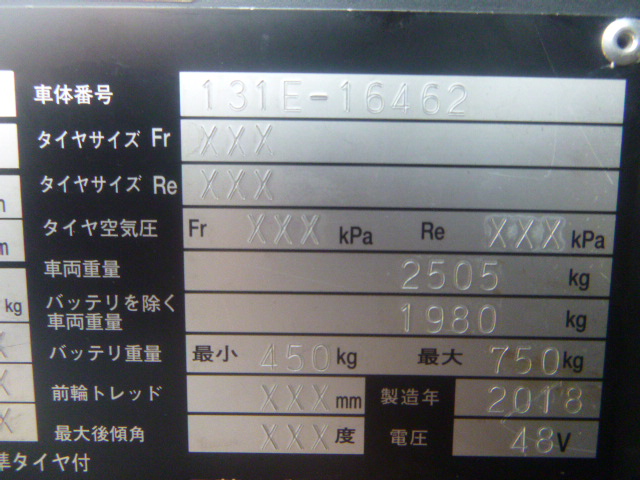 車体番号 131E-16462
タイヤサイズ Fr XXX
タイヤサイズ Re XXX
タイヤ空気圧 Fr XXX kPa Re XXX kPa
車両重量 2505 kg
バッテリを除く
車両重量 1980 kg
バッテリ重量 最小 450 kg 最大 750 kg
前輪トレッド XXX mm 製造年 2018
最大後傾角 XXX 度 電圧 48V
準タイヤ付
kg
m